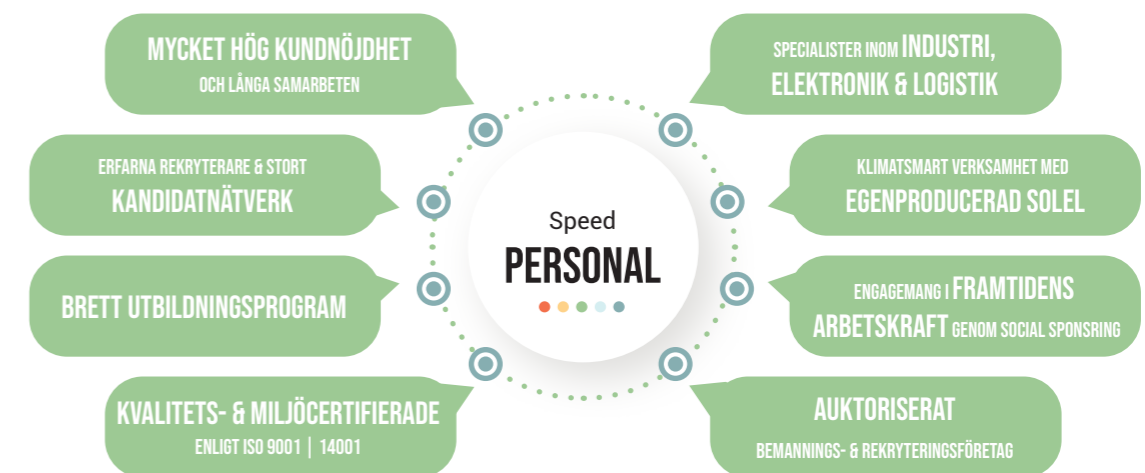 MYCKET HÖG KUNDNÖJDHET
OCH LÅNGA SAMARBETEN
ERFARNA REKRYTERARE & STORT
KANDIDATNÄTVERK
BRETT UTBILDNINGSPROGRAM
KVALITETS- & MILJÖCERTIFIERADE
ENLIGT ISO 9001 | 14001
Speed
PERSONAL
SPECIALISTER INOM INDUSTRI,
ELEKTRONIK & LOGISTIK
KLIMATSMART VERKSAMHET MED
EGENPRODUCERAD SOLEL
ENGAGEMANG I FRAMTIDENS
ARBETSKRAFT GENOM SOCIAL SPONSRING
AUKTORISERAT
BEMANNINGS- & REKRYTERINGSFÖRETAG